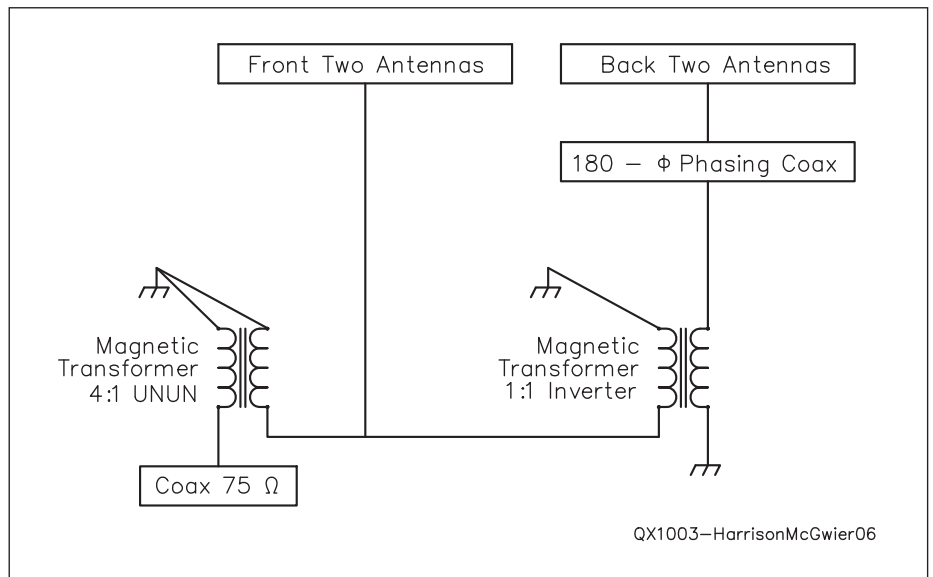 Front Two Antennas
Back Two Antennas
180 – Φ Phasing Coax
Magnetic
Transformer
4:1 UNUN
Magnetic
Transformer
1:1 Inverter
Coax 75 Ω
QX1003–HarrisonMcGwier06